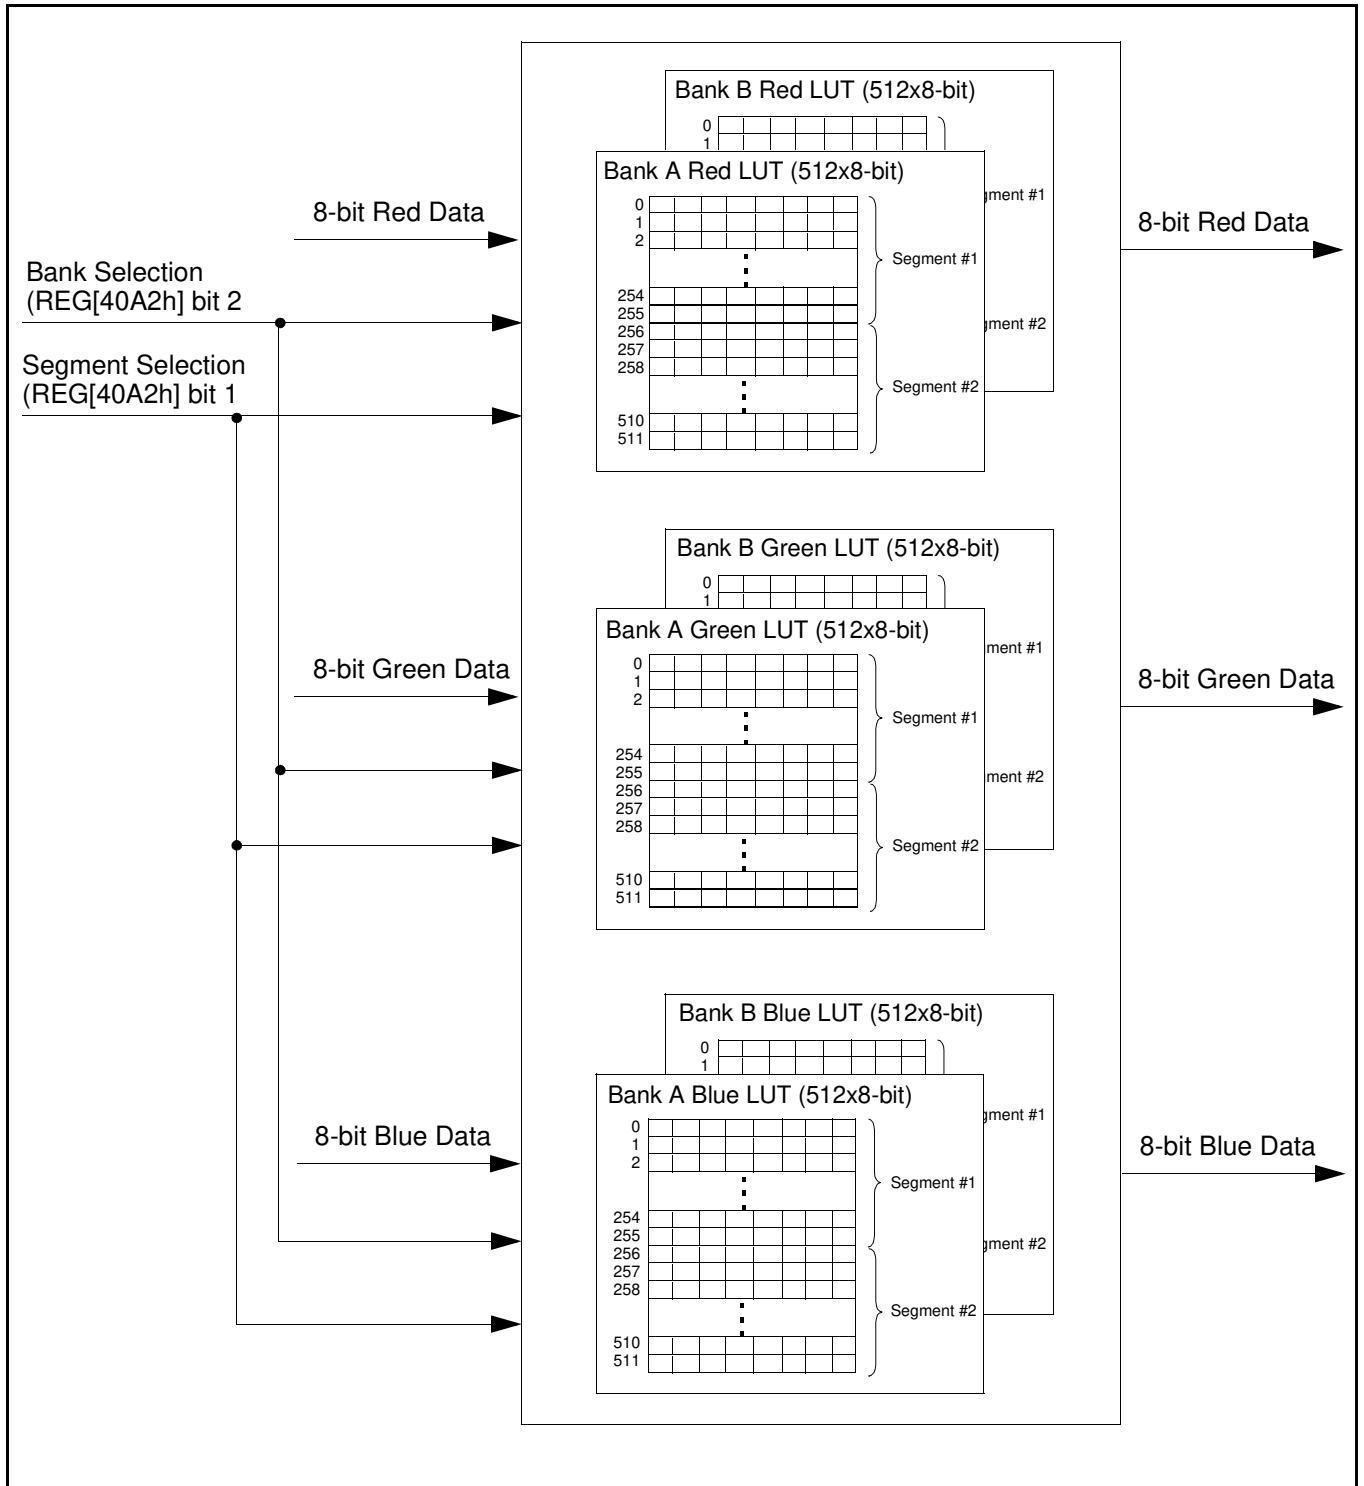 Bank B Red LUT (512x8-bit)
0
1
Bank A Red LUT (512x8-bit)
0
1
2
254
255
256
257
258
510
511
Segment #1
Segment #2
gment #1
gment #2
8-bit Red Data
Bank Selection
(REG[40A2h] bit 2
Segment Selection
(REG[40A2h] bit 1
8-bit Red Data
Bank B Green LUT (512x8-bit)
0
1
Bank A Green LUT (512x8-bit)
0
1
2
254
255
256
257
258
510
511
Segment #1
Segment #2
ment #1
ment #2
8-bit Green Data
8-bit Green Data
Bank B Blue LUT (512x8-bit)
0
1
Bank A Blue LUT (512x8-bit)
0
1
2
254
255
256
257
258
510
511
Segment #1
Segment #2
gment #1
gment #2
8-bit Blue Data
8-bit Blue Data